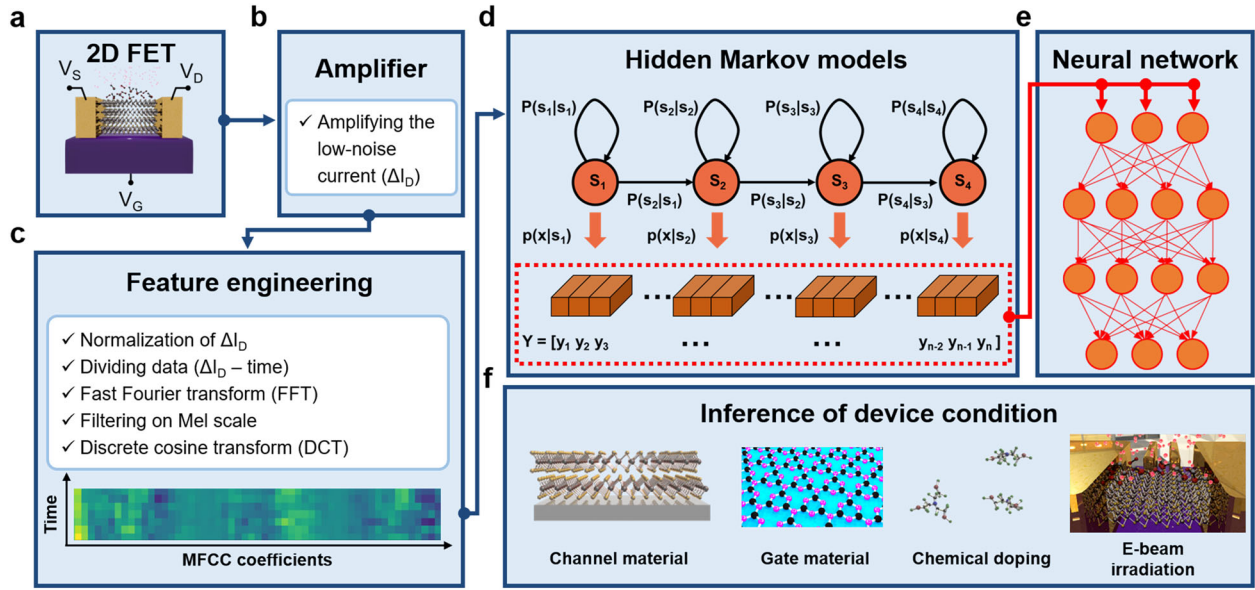 a
2D FET
V_S
V_D
V_G
b
Amplifier
✓ Amplifying the
low-noise
current (ΔI_D)
c
Feature engineering
✓ Normalization of ΔI_D
✓ Dividing data (ΔI_D – time)
✓ Fast Fourier transform (FFT)
✓ Filtering on Mel scale
✓ Discrete cosine transform (DCT)
Time
MFCC coefficients
d
Hidden Markov models
P(s₁|s₁) P(s₂|s₂) P(s₃|s₃) P(s₄|s₄)
S₁ S₂ S₃ S₄
P(s₂|s₁) P(s₃|s₂) P(s₄|s₃)
p(x|s₁) p(x|s₂) p(x|s₃) p(x|s₄)
... ... ...
Y = [y₁ y₂ y₃ ... ... y_{n-2} y_{n-1} y_n ]
e
Neural network
f
Inference of device condition
Channel material
Gate material
Chemical doping
E-beam
irradiation